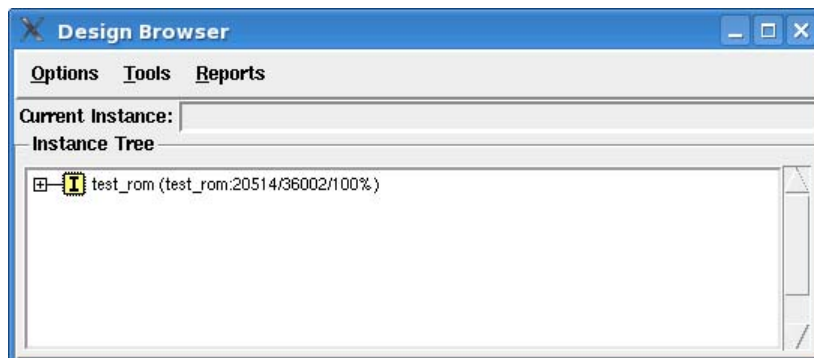 Design Browser
Options Tools Reports
Current Instance:
Instance Tree
I test_rom (test_rom:20514/36002/100%)